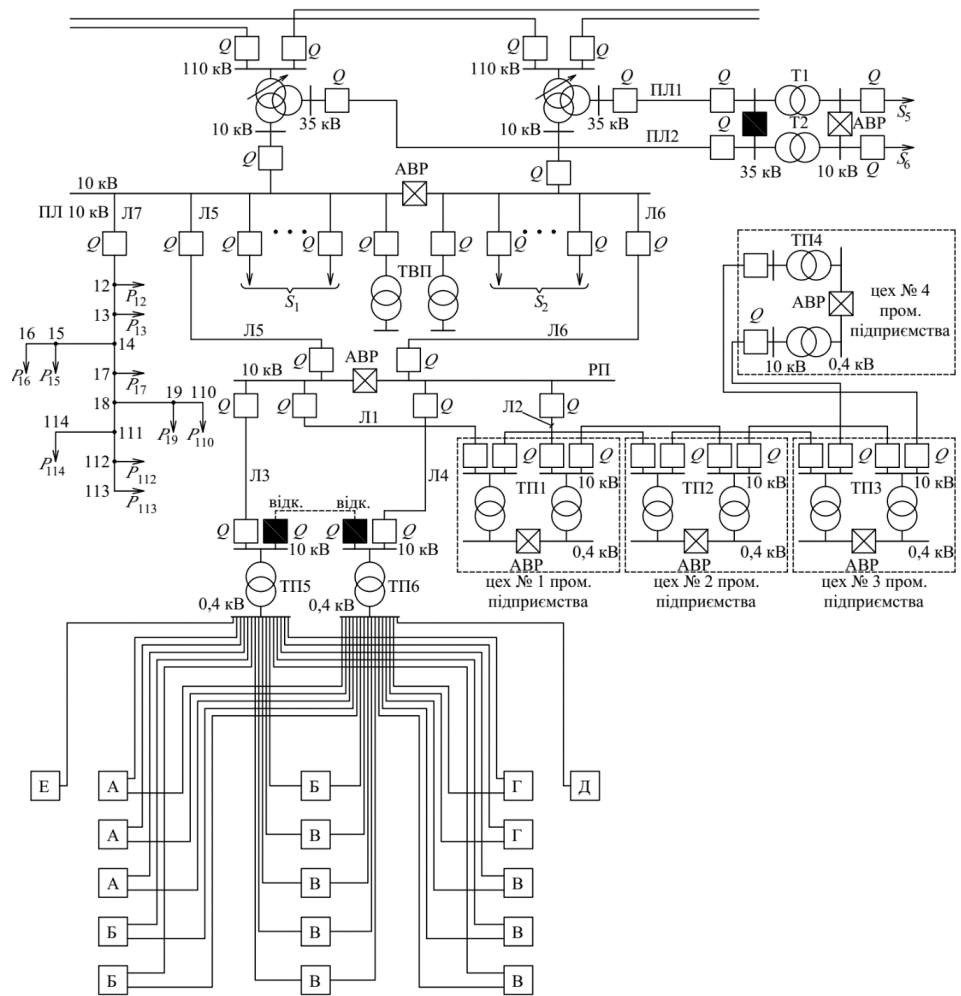 Q Q Q Q
110 кВ 110 кВ
Q ПЛ1 Q Т1 Q
35 кВ 35 кВ S5
10 кВ 10 кВ Q Т2 АВР
ПЛ2
Q Q 35 кВ 10 кВ Q S6
10 кВ АВР
ПЛ 10 кВ Л7 Л5 Л6
Q Q Q Q Q Q Q Q
ТВП
S1 S2
12 P12
13 P13
16 15 14
P16 P15
17 P17
18 19 110
P19 P110
114 111
P114
112 P112
113 P113
Л5 Л6
Q АВР Q
10 кВ РП
Q Q Q Q
Л1 Л2
Л3 Л4
ТП4
АВР цех № 4
пром.
підприємства
Q
10 кВ 0,4 кВ
Q Q Q
10 кВ 10 кВ 10 кВ
ТП1 ТП2 ТП3
0,4 кВ 0,4 кВ 0,4 кВ
АВР АВР АВР
цех № 1 пром. цех № 2 пром. цех № 3 пром.
підприємства підприємства підприємства
відк. відк.
Q Q Q Q
10 кВ 10 кВ
ТП5 ТП6
0,4 кВ 0,4 кВ
Е А Б Г Д
А В Г
А В В
Б В В
Б В В